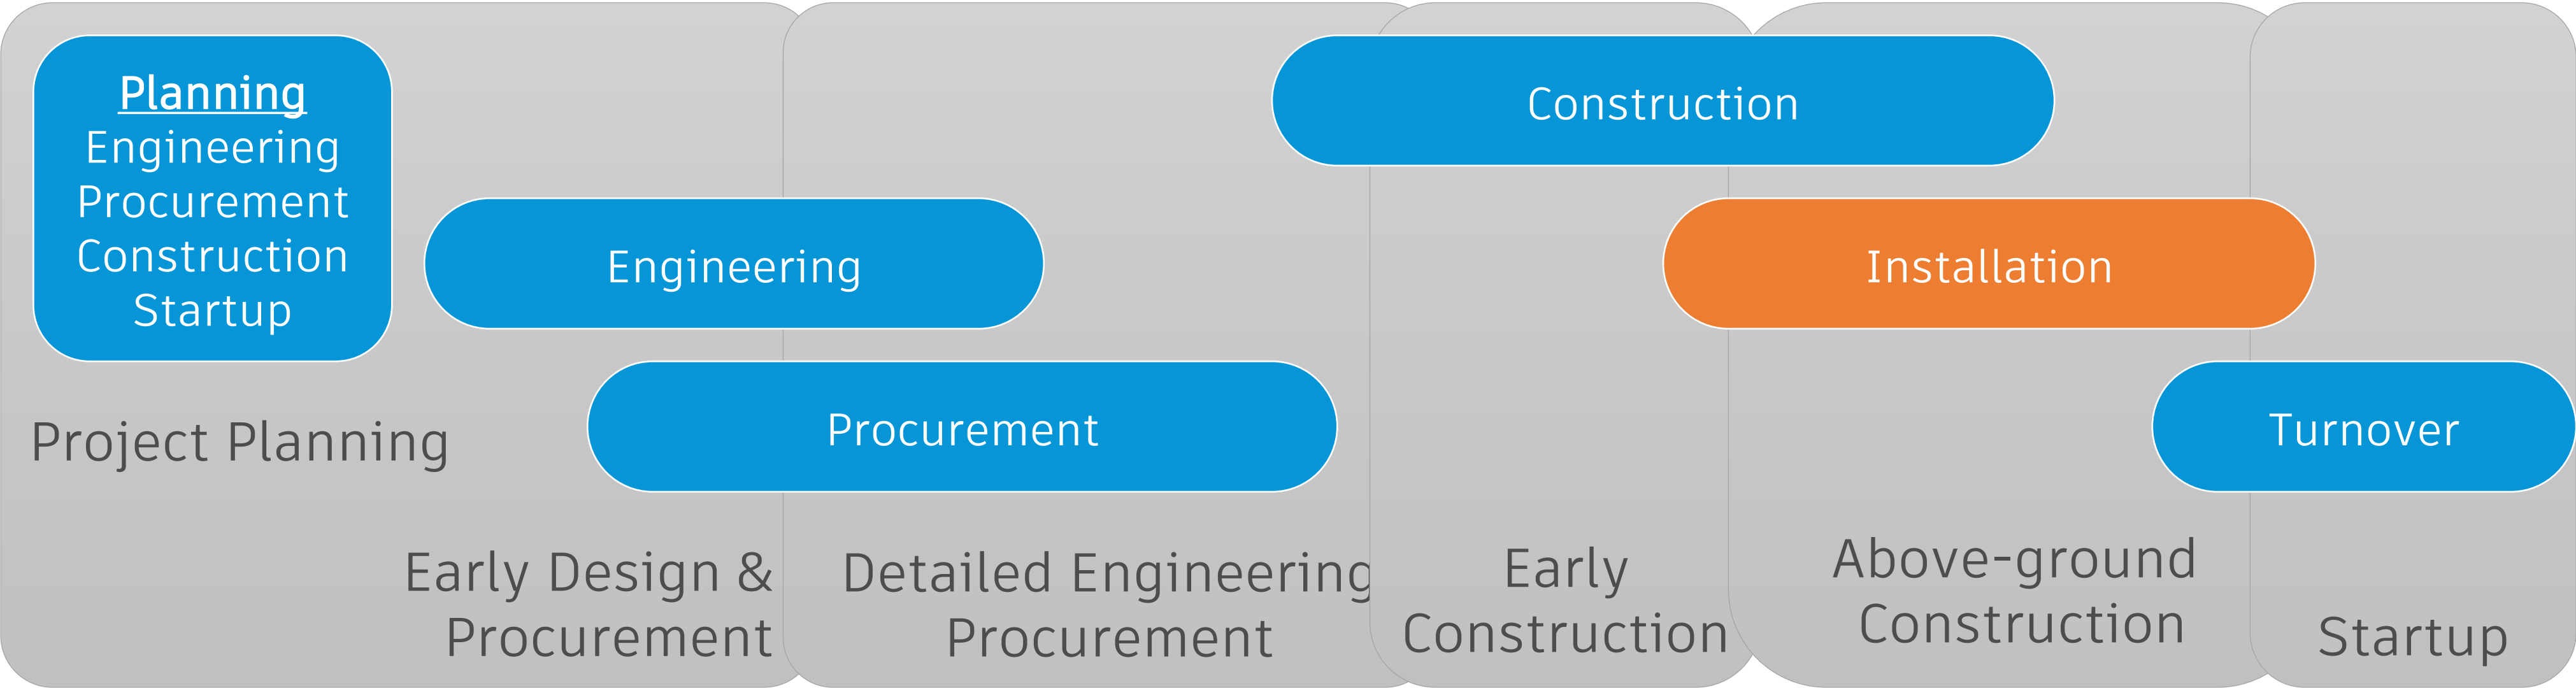 Planning
Engineering
Procurement
Construction
Startup
Project Planning
Engineering
Procurement
Construction
Installation
Turnover
Early Design &
Procurement
Detailed Engineering
Procurement
Early
Construction
Above-ground
Construction
Startup